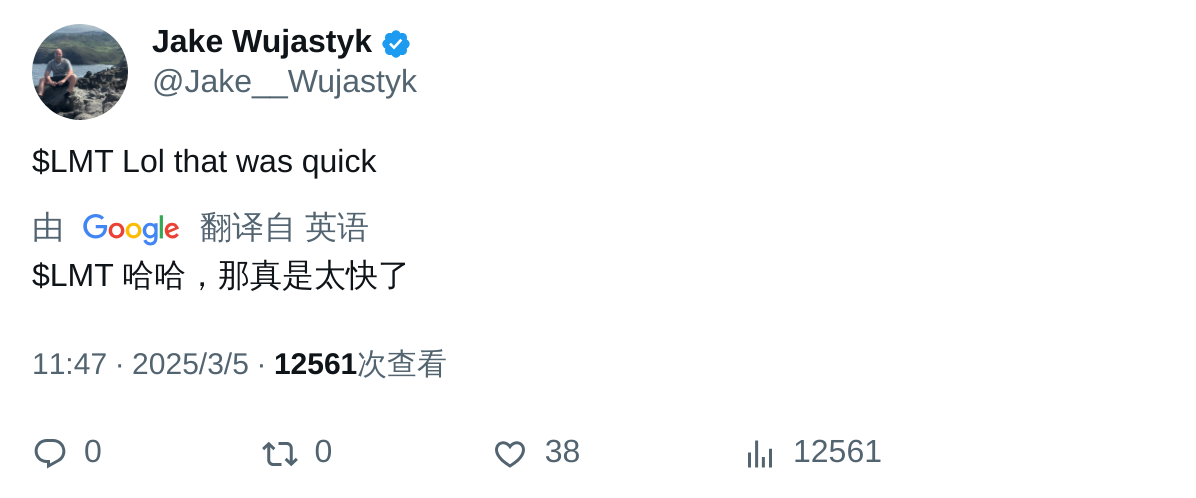 Jake Wujastyk
@Jake__Wujastyk
$LMT Lol that was quick
由 Google 翻译自 英语
$LMT 哈哈，那真是太快了
11:47 · 2025/3/5 · 12561次查看
0 0 38 12561